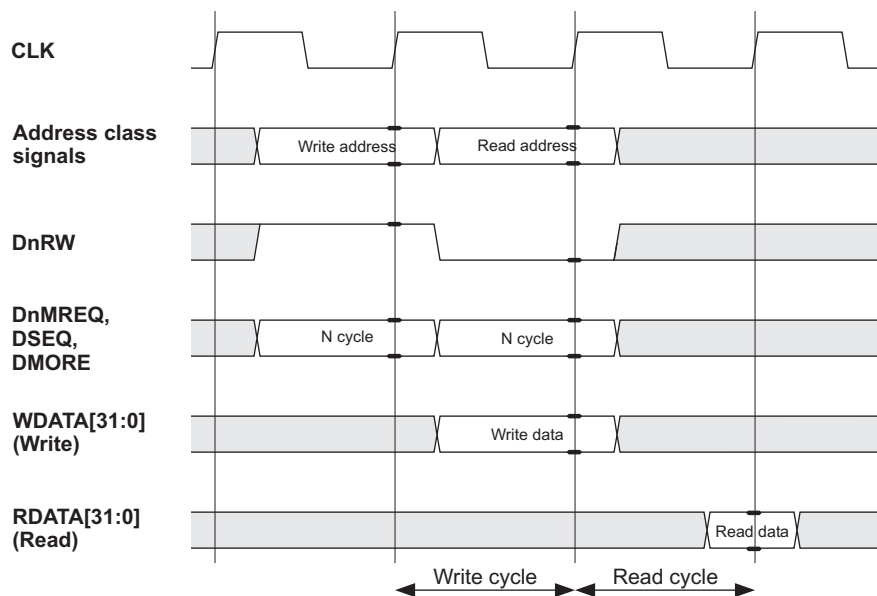 CLK
Address class
signals
Write address
Read address
DnRW
DnMREQ,
DSEQ,
DMORE
N cycle
N cycle
WDATA[31:0]
(Write)
Write data
RDATA[31:0]
(Read)
Read data
Write cycle
Read cycle